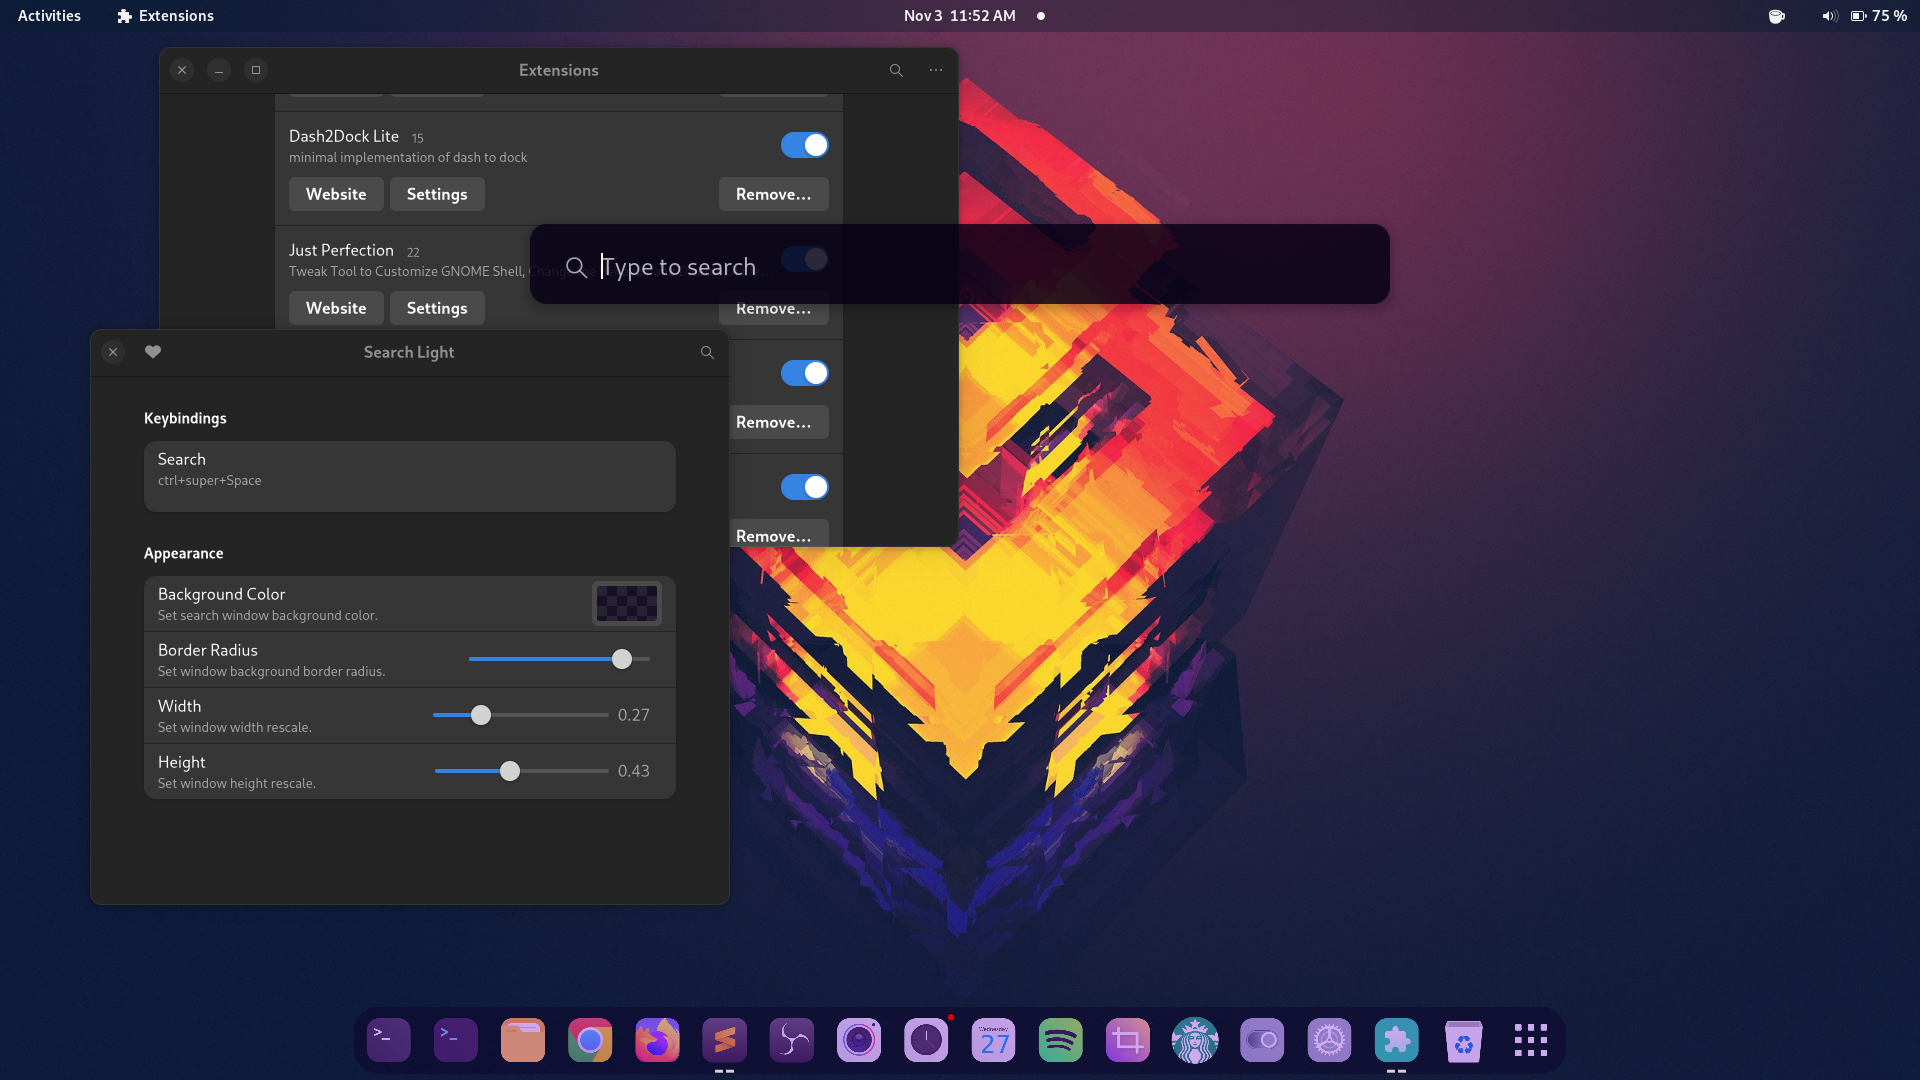 Activities
Extensions
Nov 3 11:52 AM
75 %
Extensions
Dash2Dock Lite 15
minimal implementation of dash to dock
Website
Settings
Remove…
Just Perfection 22
Tweak Tool to Customize GNOME Shell,
Type to search
Website
Settings
Remove…
Search Light
Remove…
Remove…
Keybindings
Search
ctrl+super+Space
Appearance
Background Color
Set search window background color.
Border Radius
Set window background border radius.
Width
Set window width rescale.
0.27
Height
Set window height rescale.
0.43
>_
>_
Wednesday
27